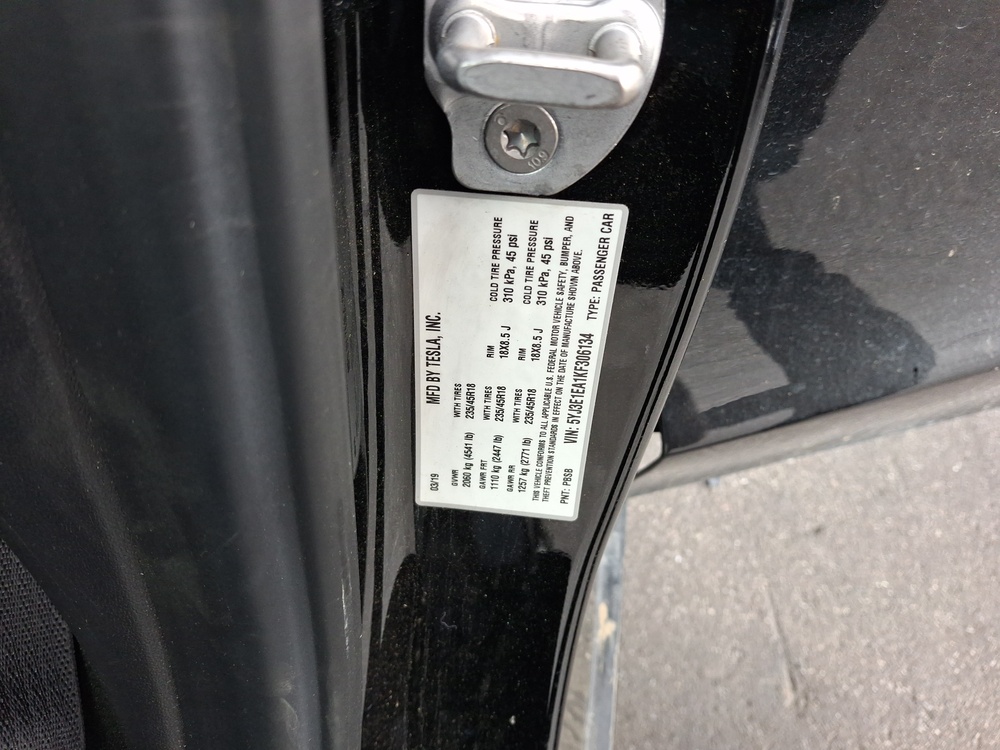 03/19 MFD BY TESLA, INC.
GVWR WITH TIRES RIM COLD TIRE PRESSURE
2060 kg (4541 lb) 235/45R18
GAWR FRT WITH TIRES RIM COLD TIRE PRESSURE
1110 kg (2447 lb) 235/45R18 18X8.5 J 310 kPa, 45 psi
GAWR RR WITH TIRES RIM COLD TIRE PRESSURE
1257 kg (2771 lb) 235/45R18 18X8.5 J 310 kPa, 45 psi
THIS VEHICLE CONFORMS TO ALL APPLICABLE U.S. FEDERAL MOTOR VEHICLE SAFETY, BUMPER, AND
THEFT PREVENTION STANDARDS IN EFFECT ON THE DATE OF MANUFACTURE SHOWN ABOVE.
PNT: PBSB VIN: 5YJ3E1EA1KF306134 TYPE: PASSENGER CAR